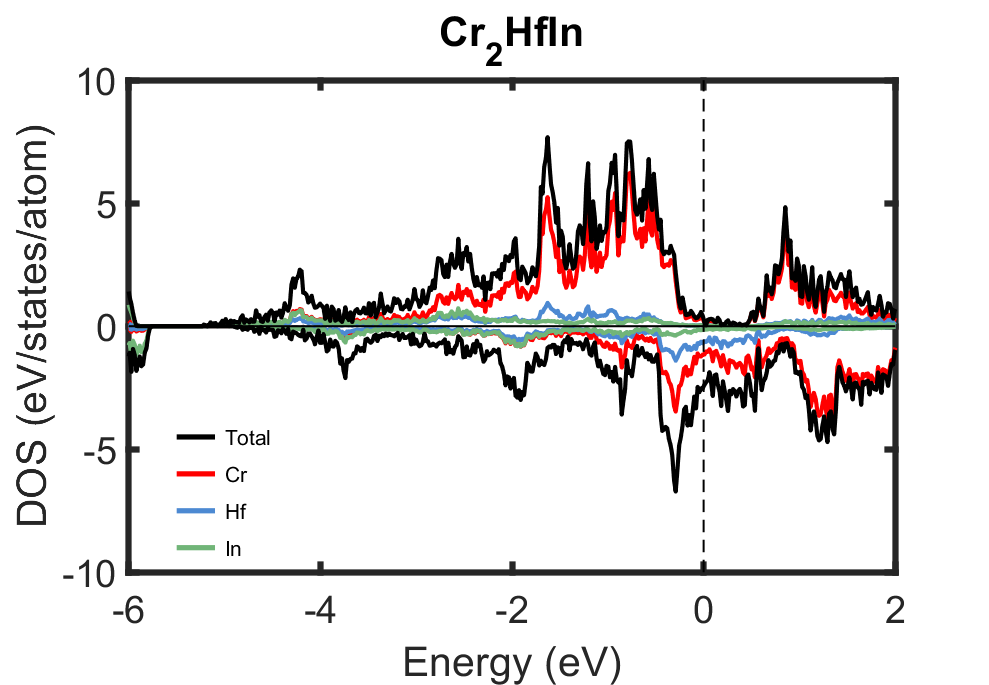 Cr2HfIn
10
5
0
-5
-10
DOS (eV/states/atom)
Total
Cr
Hf
In
-6 -4 -2 0 2
Energy (eV)